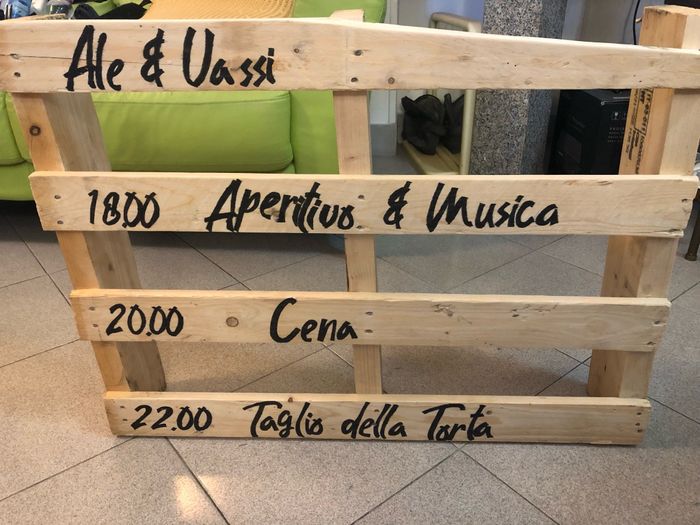 Ale & Vassi
18.00 Aperitivo & Musica
20.00 Cena
22.00 Taglio della Torta